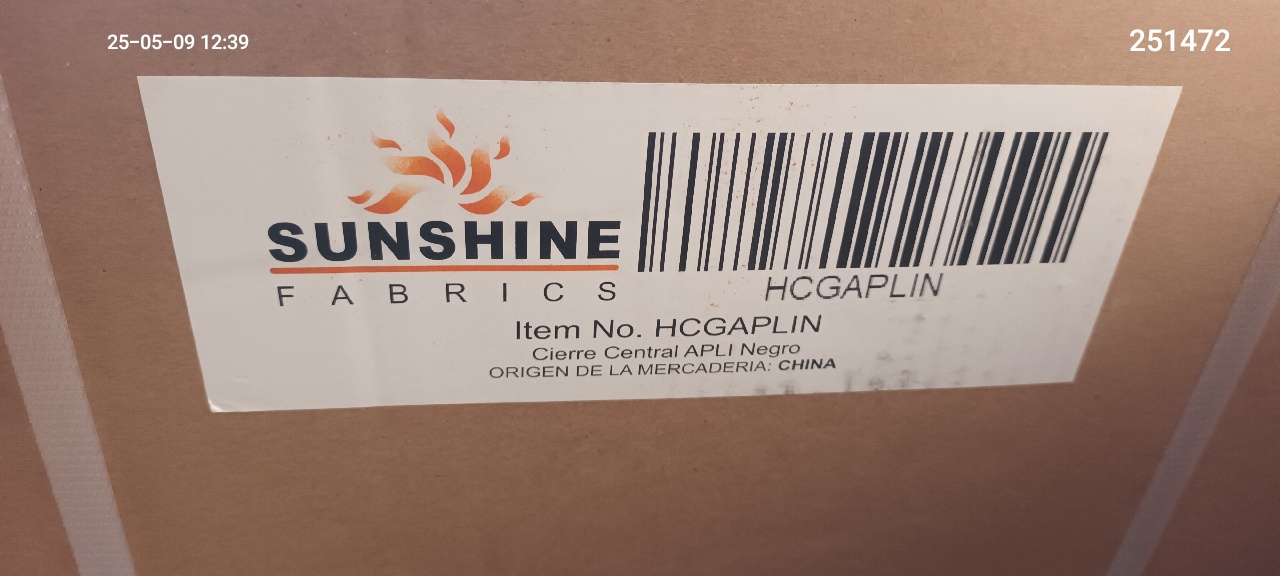 25-05-09 12:39
251472
SUNSHINE
FABRICS
HCGAPLIN
Item No. HCGAPLIN
Cierre Central APLI Negro
ORIGEN DE LA MERCADERIA: CHINA